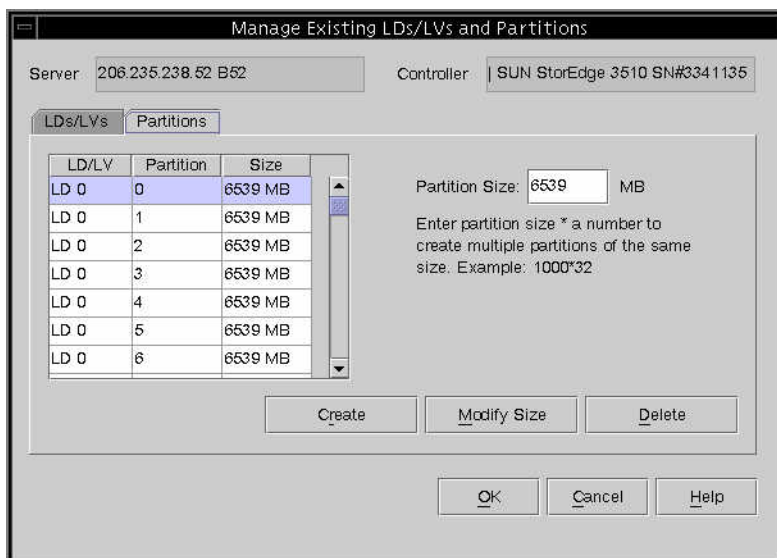 Manage Existing LDs/LVs and Partitions
Server 206.235.238.52 B52 Controller | SUN StorEdge 3510 SN#3341135
LDs/LVs Partitions
LD/LV Partition Size
LD 0 0 6539 MB
LD 0 1 6539 MB
LD 0 2 6539 MB
LD 0 3 6539 MB
LD 0 4 6539 MB
LD 0 5 6539 MB
LD 0 6 6539 MB
Partition Size: 6539 MB
Enter partition size * a number to
create multiple partitions of the same
size. Example: 1000*32
Create Modify Size Delete
OK Cancel Help